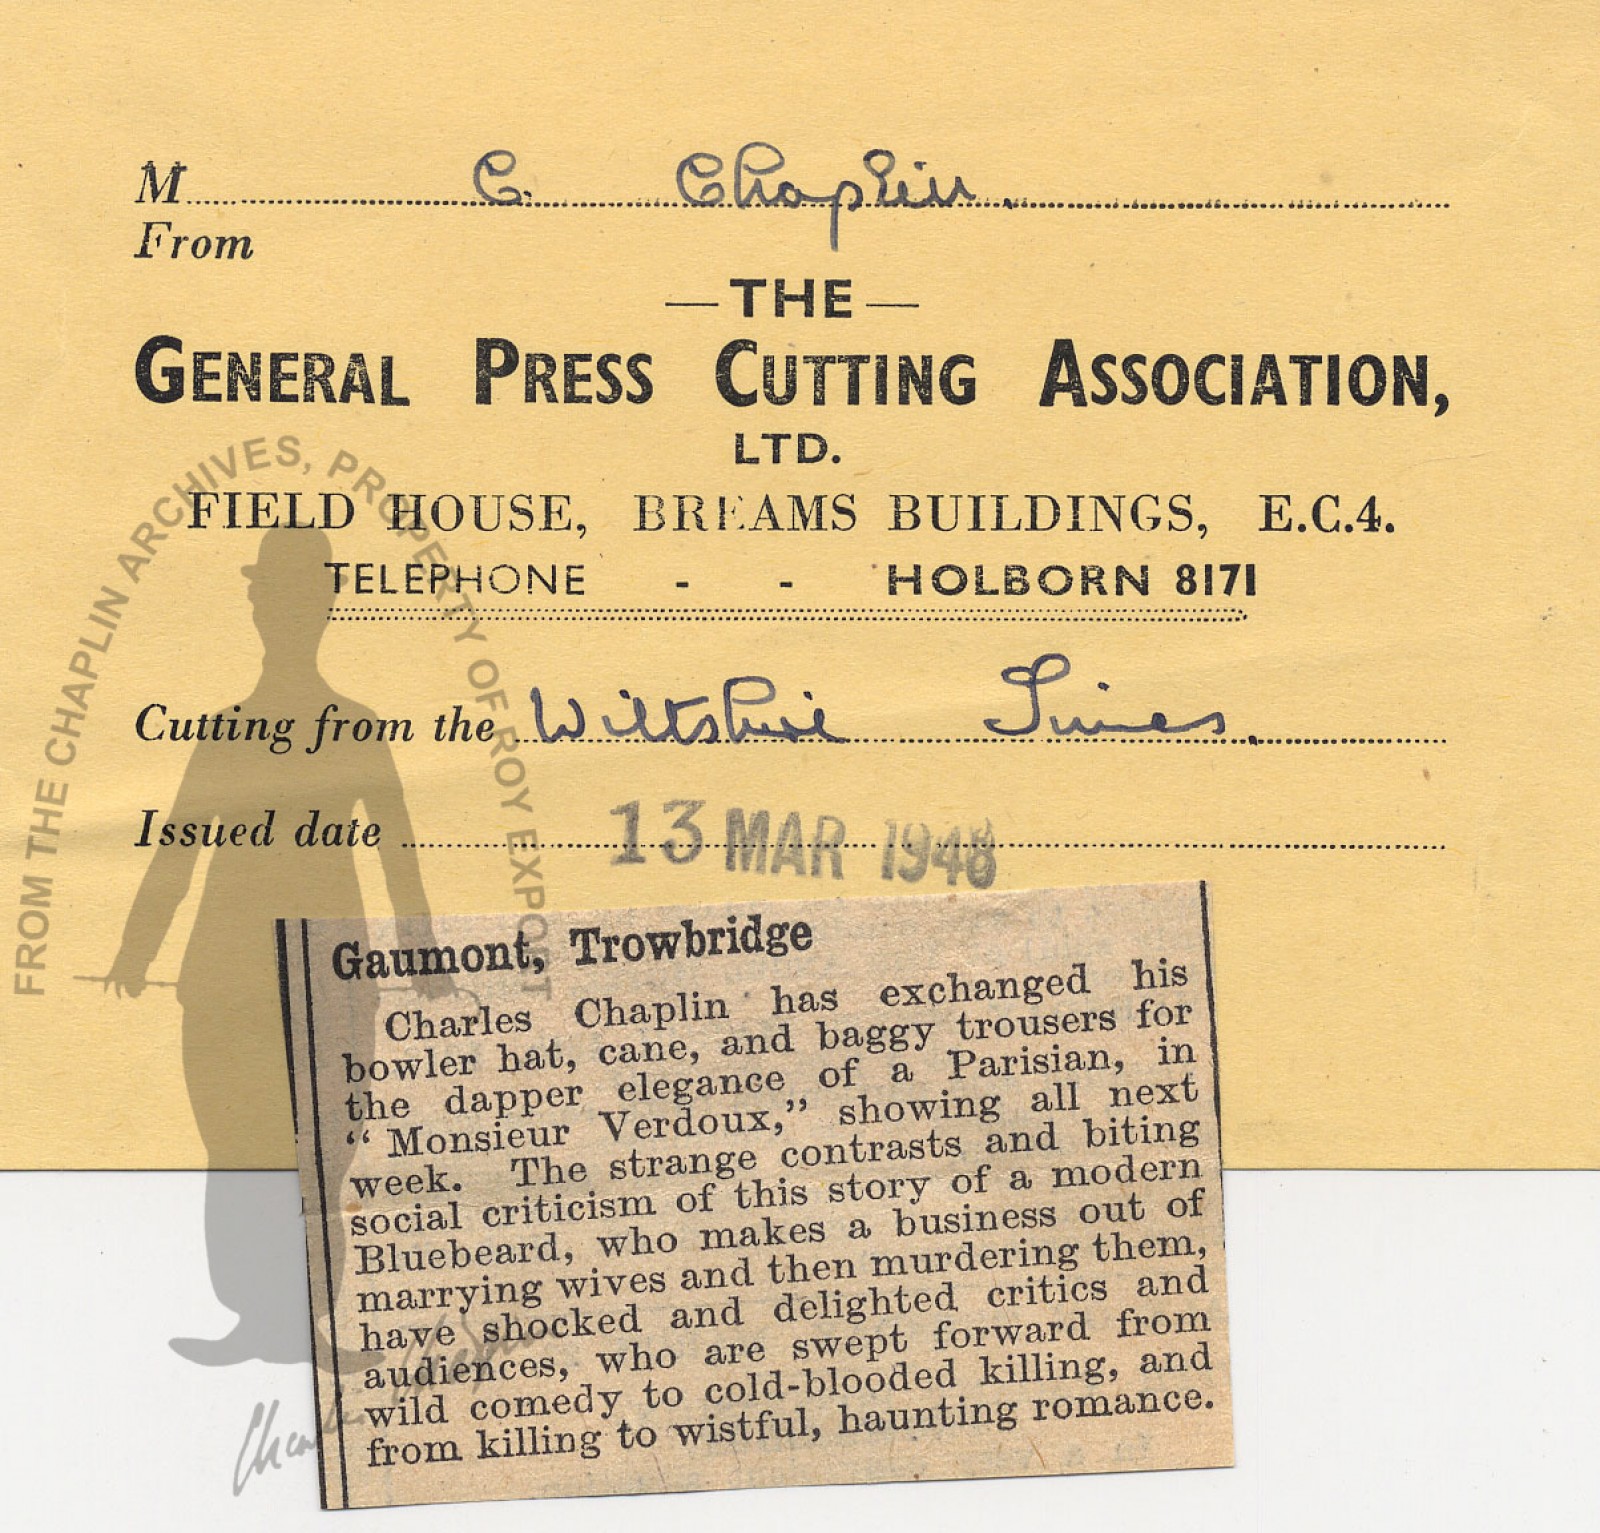 M C. Chaplin.
From
— THE —
GENERAL PRESS CUTTING ASSOCIATION,
LTD.
FIELD HOUSE, BREAMS BUILDINGS, E.C.4.
TELEPHONE - - HOLBORN 8171
Cutting from the Wiltshire Times.
Issued date 13 MAR 1948
Gaumont, Trowbridge
Charles Chaplin has exchanged his
bowler hat, cane, and baggy trousers for
the dapper elegance of a Parisian, in
“ Monsieur Verdoux,” showing all next
week. The strange contrasts and biting
social criticism of this story of a modern
Bluebeard, who makes a business out of
marrying wives and then murdering them,
have shocked and delighted critics and
audiences, who are swept forward from
wild comedy to cold-blooded killing, and
from killing to wistful, haunting romance.
FROM THE CHAPLIN ARCHIVES, PROPERTY OF ROY EXPORT